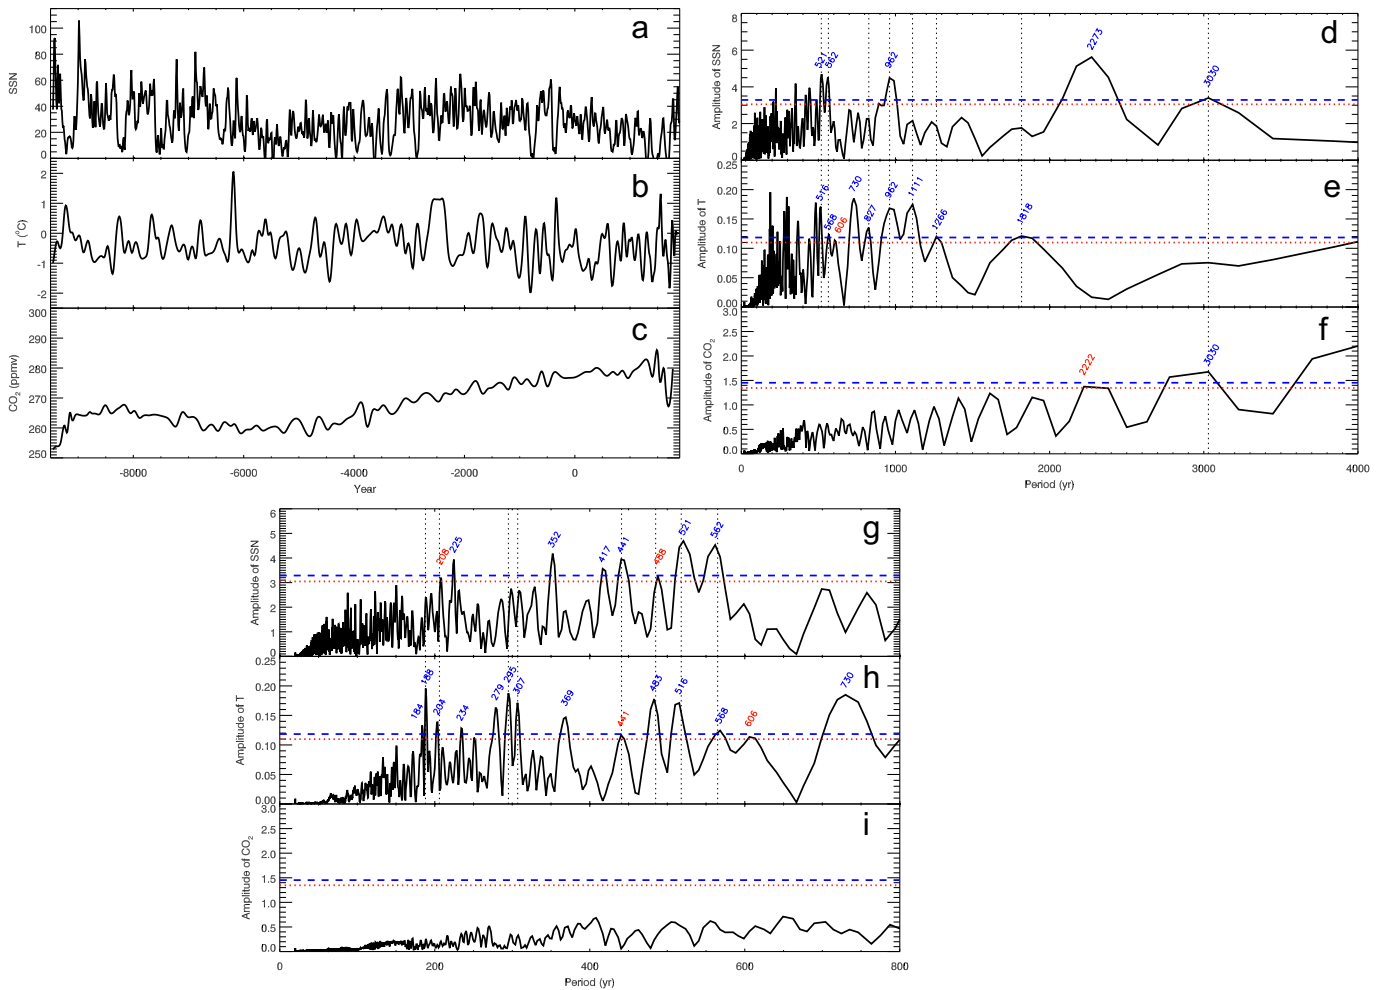 a
SSN
100
80
60
40
20
0
b
T (°C)
2
1
0
-1
-2
c
CO2 (ppmv)
300
290
280
270
260
250
-8000 -6000 -4000 -2000 0
Year
d
Amplitude of SSN
8
6
4
2
0
521 562 962 2273 3030
e
Amplitude of T
0.25
0.20
0.15
0.10
0.05
0.00
516 568 606 730 827 962 1111 1266 1818
f
Amplitude of CO2
3.0
2.5
2.0
1.5
1.0
0.5
0.0
2222 3030
0 1000 2000 3000 4000
Period (yr)
g
Amplitude of SSN
6
5
4
3
2
1
0
208 225 352 417 441 488 521 562
h
Amplitude of T
0.25
0.20
0.15
0.10
0.05
0.00
184 188 204 234 279 295 307 369 441 483 516 568 606 730
i
Amplitude of CO2
3.0
2.5
2.0
1.5
1.0
0.5
0.0
0 200 400 600 800
Period (yr)